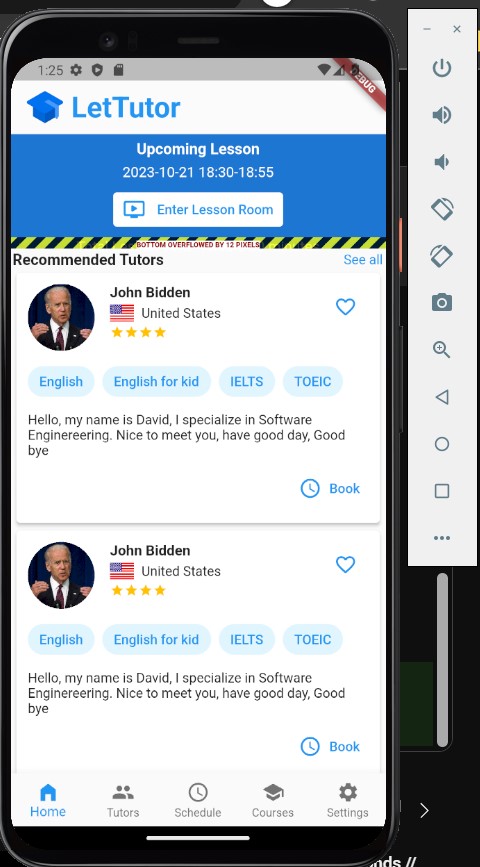 1:25
DEBUG
LetTutor
Upcoming Lesson
2023-10-21 18:30-18:55
Enter Lesson Room
BOTTOM OVERFLOWED BY 12 PIXELS
Recommended Tutors
See all
John Bidden
United States
English
English for kid
IELTS
TOEIC
Hello, my name is David, I specialize in Software
Enginereering. Nice to meet you, have good day, Good
bye
Book
John Bidden
United States
English
English for kid
IELTS
TOEIC
Hello, my name is David, I specialize in Software
Enginereering. Nice to meet you, have good day, Good
bye
Book
Home
Tutors
Schedule
Courses
Settings